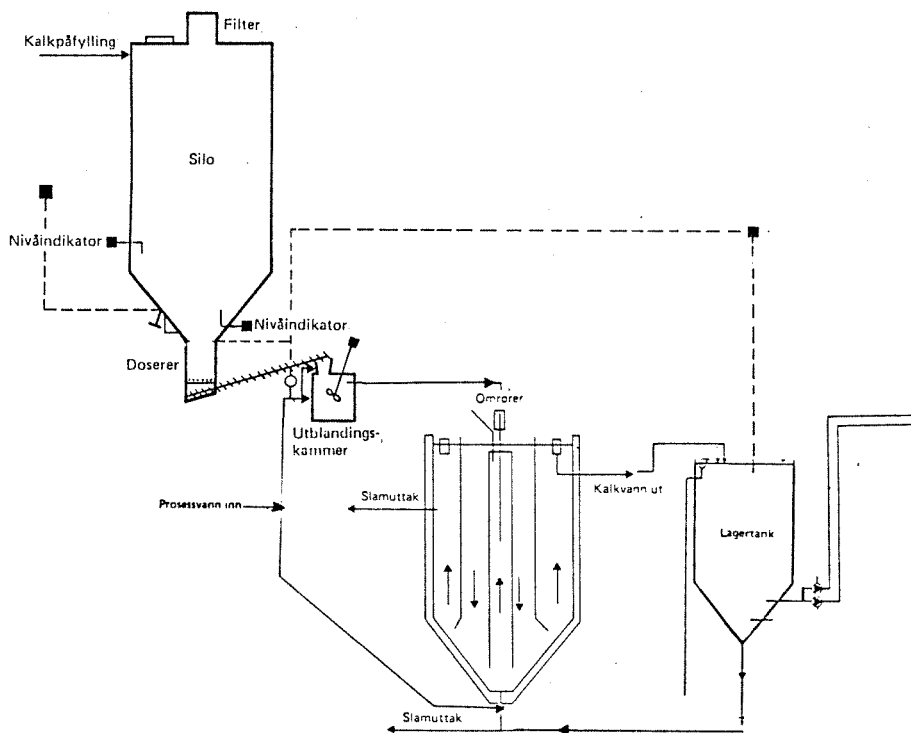 Filter
Kalkpåfylling
Silo
Nivåindikator
Nivåindikator
Doserer
Omrører
Utblandings-
kammer
Kalkvann ut
Slamuttak
Prosessvann inn
Lagertank
Slamuttak